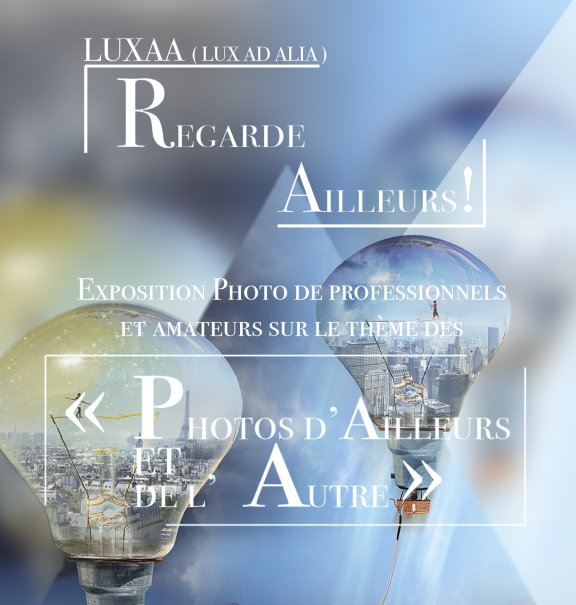 LUXAA ( LUX AD ALIA )
REGARDE
AILLEURS!
EXPOSITION PHOTO DE PROFESSIONNELS
ET AMATEURS SUR LE THÈME DES
« PHOTOS D'AILLEURS
ET
DE L' AUTRE »